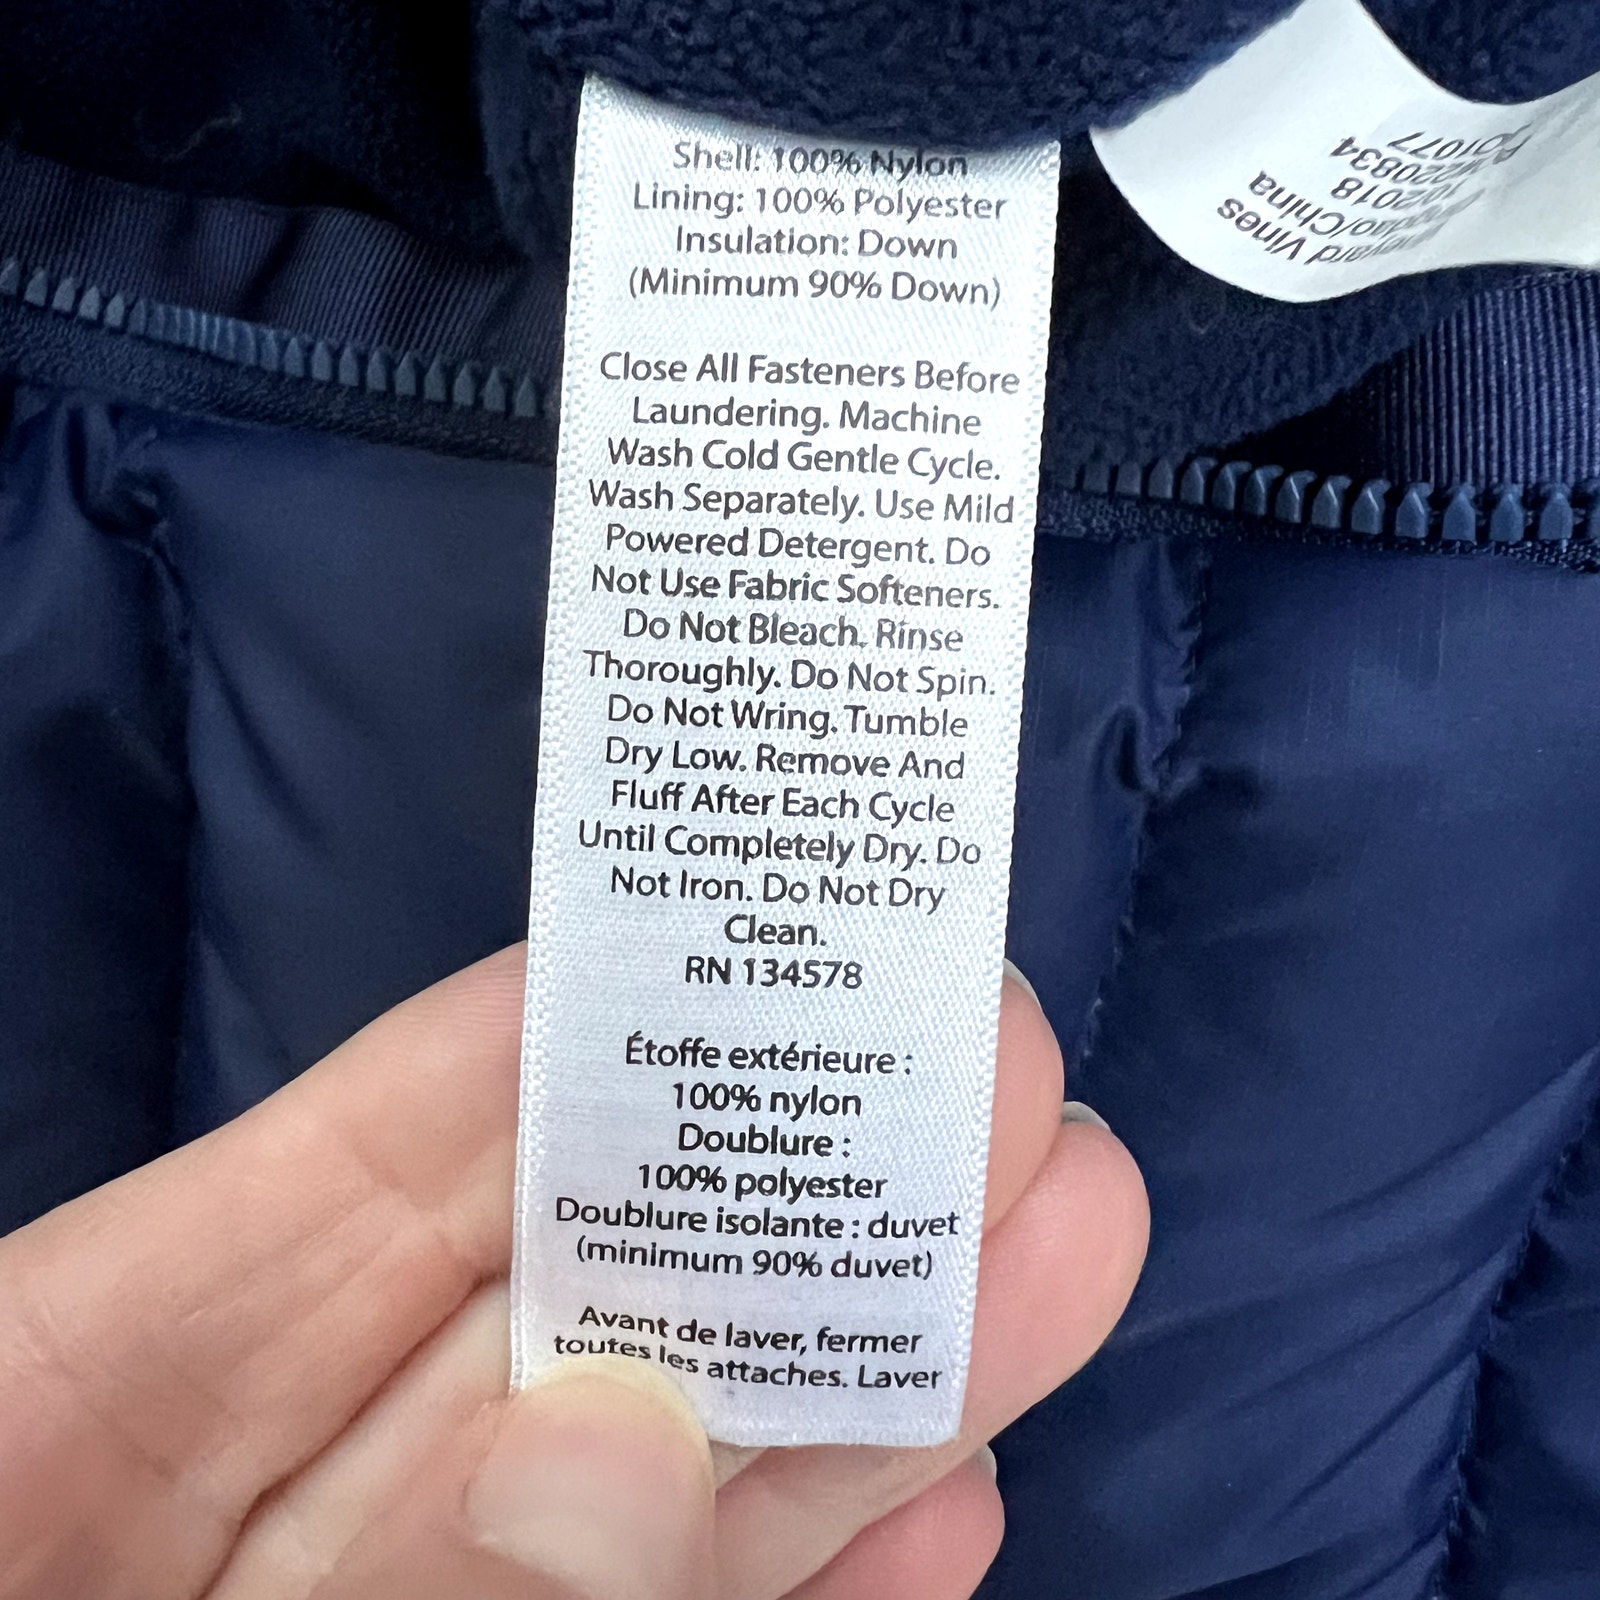 Shell: 100% Nylon
Lining: 100% Polyester
Insulation: Down
(Minimum 90% Down)
Close All Fasteners Before
Laundering. Machine
Wash Cold Gentle Cycle.
Wash Separately. Use Mild
Powered Detergent. Do
Not Use Fabric Softeners.
Do Not Bleach. Rinse
Thoroughly. Do Not Spin.
Do Not Wring. Tumble
Dry Low. Remove And
Fluff After Each Cycle
Until Completely Dry. Do
Not Iron. Do Not Dry
Clean.
RN 134578
Étoffe extérieure :
100% nylon
Doublure :
100% polyester
Doublure isolante : duvet
(minimum 90% duvet)
Avant de laver, fermer
toutes les attaches. Laver
Vines
/China
2018